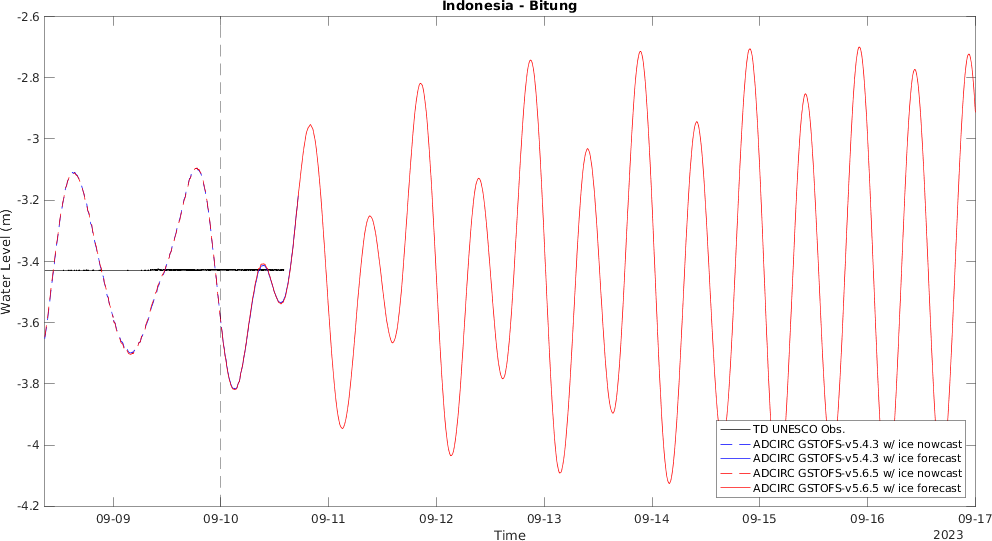 Indonesia - Bitung
-2.6
-2.8
-3
-3.2
-3.4
-3.6
-3.8
-4
-4.2
Water Level (m)
TD UNESCO Obs.
ADCIRC GSTOFS-v5.4.3 w/ ice nowcast
ADCIRC GSTOFS-v5.4.3 w/ ice forecast
ADCIRC GSTOFS-v5.6.5 w/ ice nowcast
ADCIRC GSTOFS-v5.6.5 w/ ice forecast
09-09 09-10 09-11 09-12 09-13 09-14 09-15 09-16 09-17
Time
2023